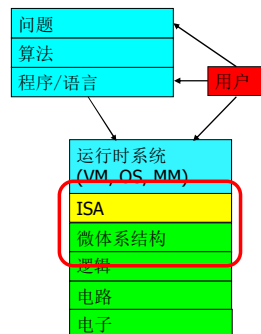 问题
算法
程序/语言
用户
运行时系统
(VM, OS, MM)
ISA
微体系结构
逻辑
电路
电子